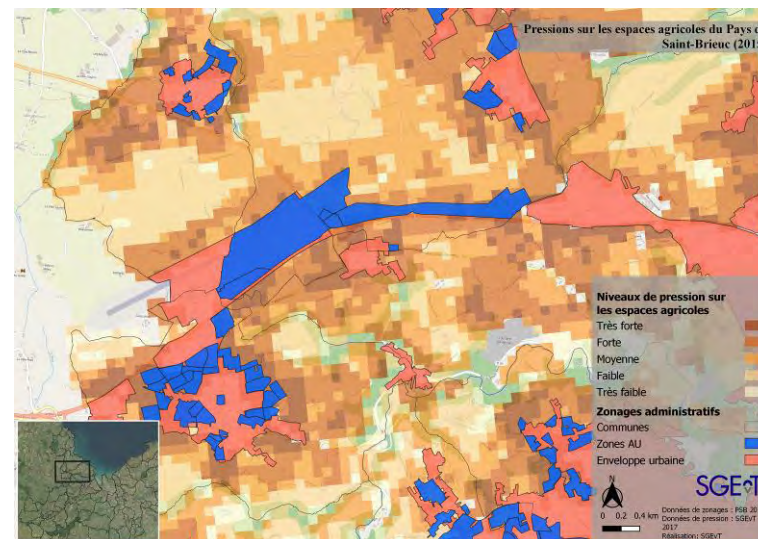 Pressions sur les espaces agricoles du Pays d
Saint-Brieuc (201
Niveaux de pression sur
les espaces agricoles
Très forte
Forte
Moyenne
Faible
Très faible
Zonages administratifs
Communes
Zones AU
Enveloppe urbaine
N
0 0.2 0.4 km
SGEvT
Données de zonages : PSB 20
Données de pression : SGEvT
2017
Réalisation: SGEvT